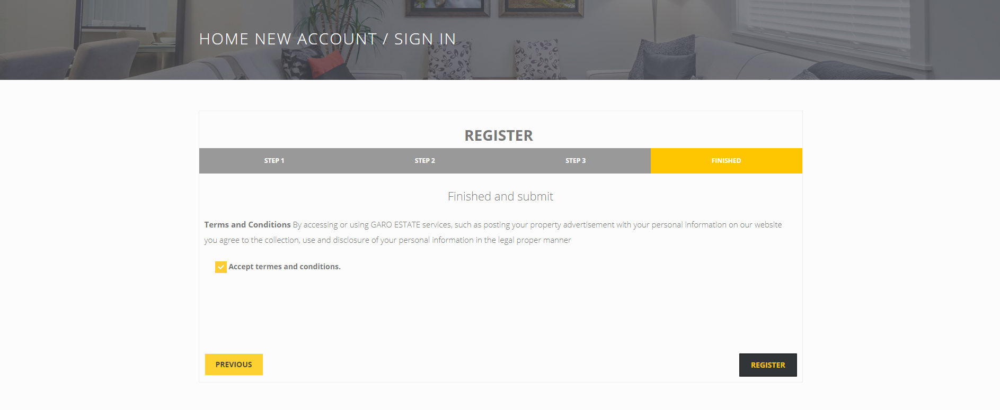 HOME NEW ACCOUNT / SIGN IN
REGISTER
STEP 1
STEP 2
STEP 3
FINISHED
Finished and submit
Terms and Conditions By accessing or using GARO ESTATE services, such as posting your property advertisement with your personal information on our website
you agree to the collection, use and disclosure of your personal information in the legal proper manner
Accept termes and conditions.
PREVIOUS
REGISTER